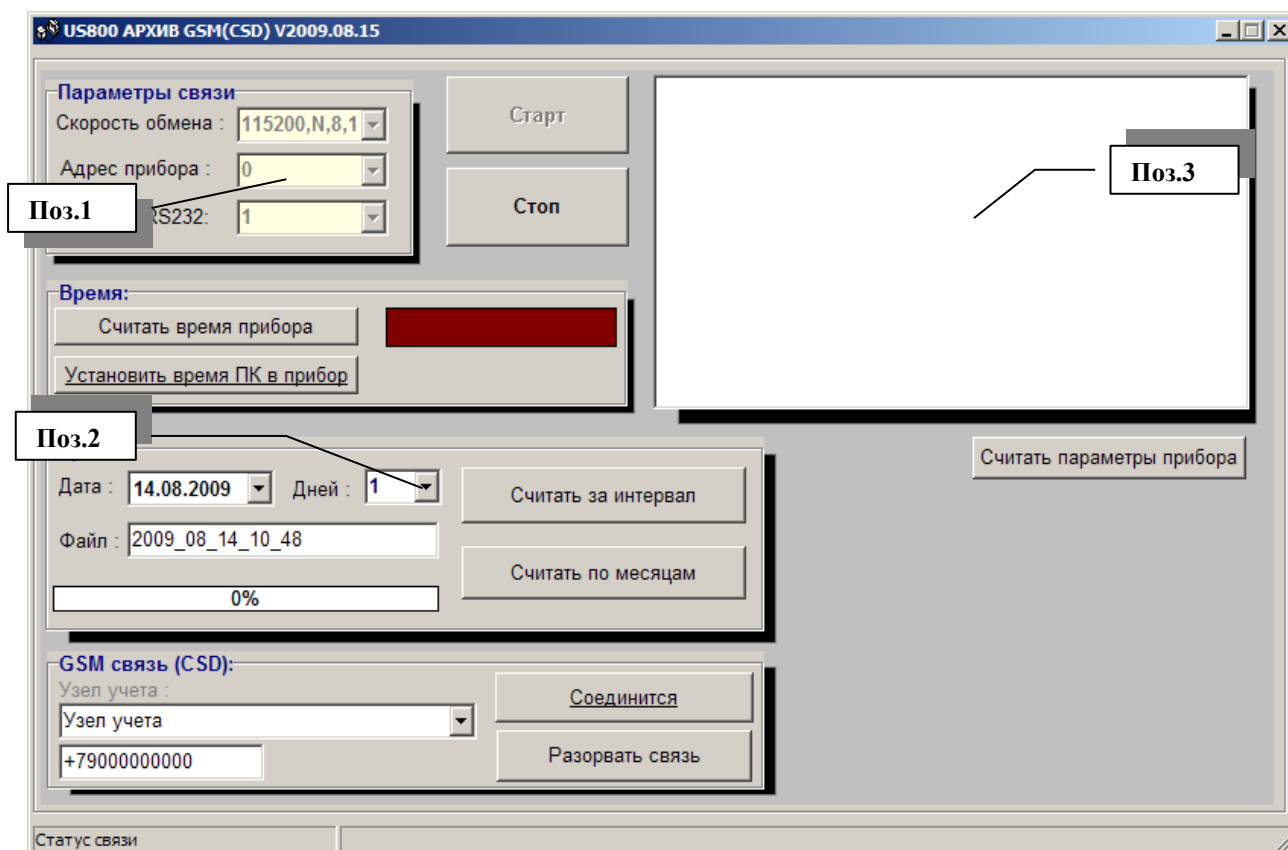 US800 АРХИВ GSM(CSD) V2009.08.15
Параметры связи
Скорость обмена : 115200,N,8,1
Адрес прибора : 0
Поз.1
RS232: 1
Старт
Стоп
Поз.3
Время:
Считать время прибора
Установить время ПК в прибор
Поз.2
Считать параметры прибора
Дата : 14.08.2009 Дней : 1
Считать за интервал
Файл : 2009_08_14_10_48
Считать по месяцам
0%
GSM связь (CSD):
Узел учета :
Узел учета
Соединится
+79000000000
Разорвать связь
Статус связи